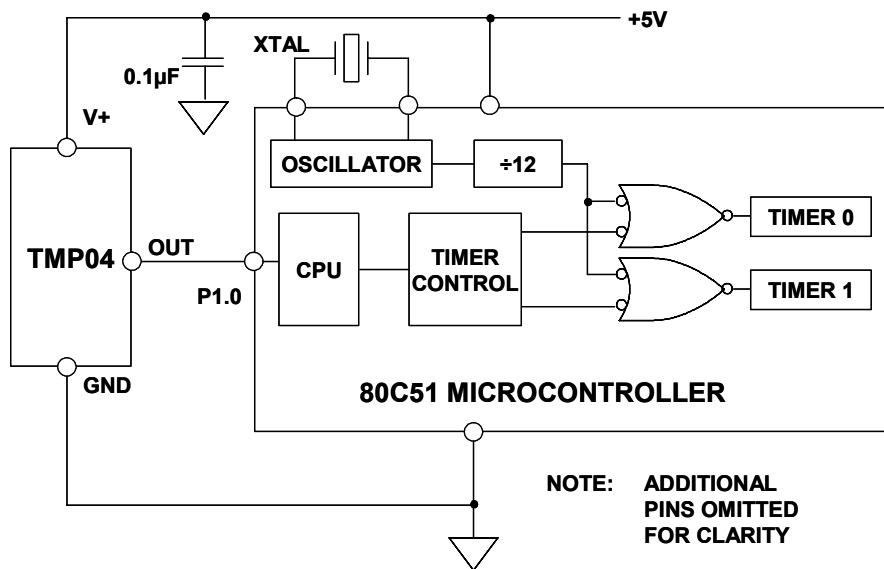 +5V
XTAL
0.1µF
V+
OSCILLATOR
÷12
TMP04
OUT
P1.0
CPU
TIMER
CONTROL
TIMER 0
TIMER 1
GND
80C51 MICROCONTROLLER
NOTE: ADDITIONAL
PINS OMITTED
FOR CLARITY